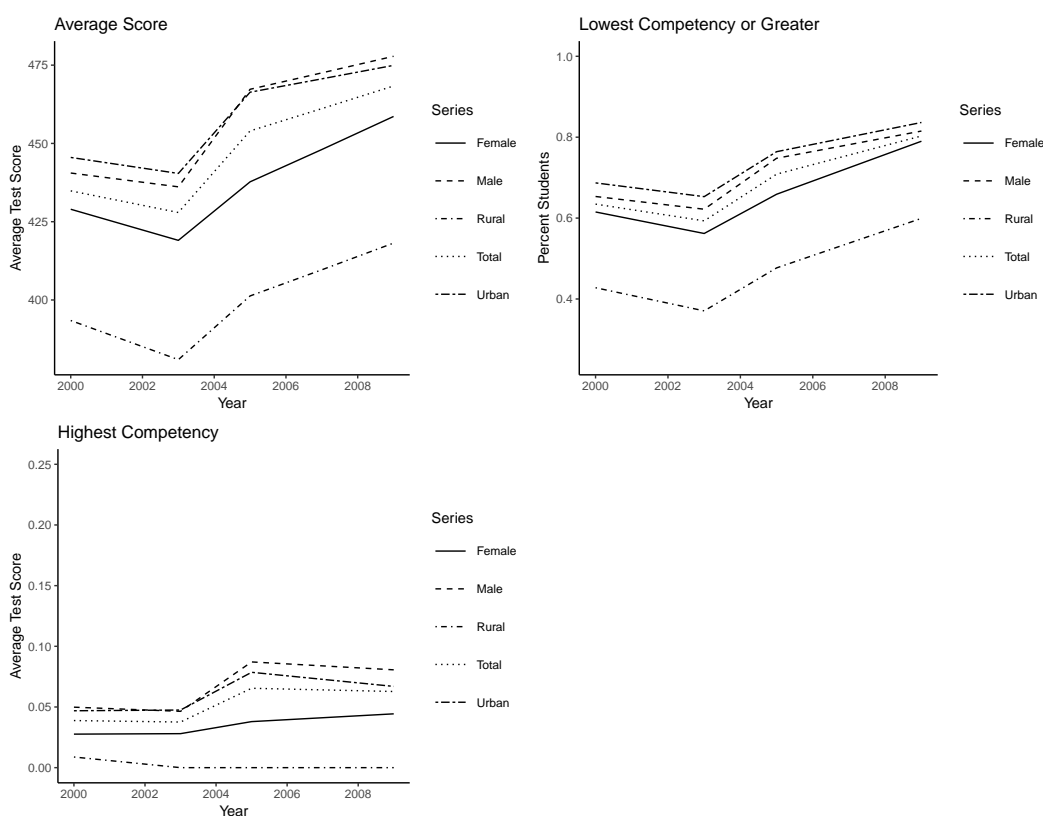 Average Score
475
450
425
400
Average Test Score
2000 2002 2004 2006 2008
Year
Series
Female
Male
Rural
Total
Urban
Lowest Competency or Greater
1.0
0.8
0.6
0.4
Percent Students
2000 2002 2004 2006 2008
Year
Series
Female
Male
Rural
Total
Urban
Highest Competency
0.25
0.20
0.15
0.10
0.05
0.00
Average Test Score
2000 2002 2004 2006 2008
Year
Series
Female
Male
Rural
Total
Urban